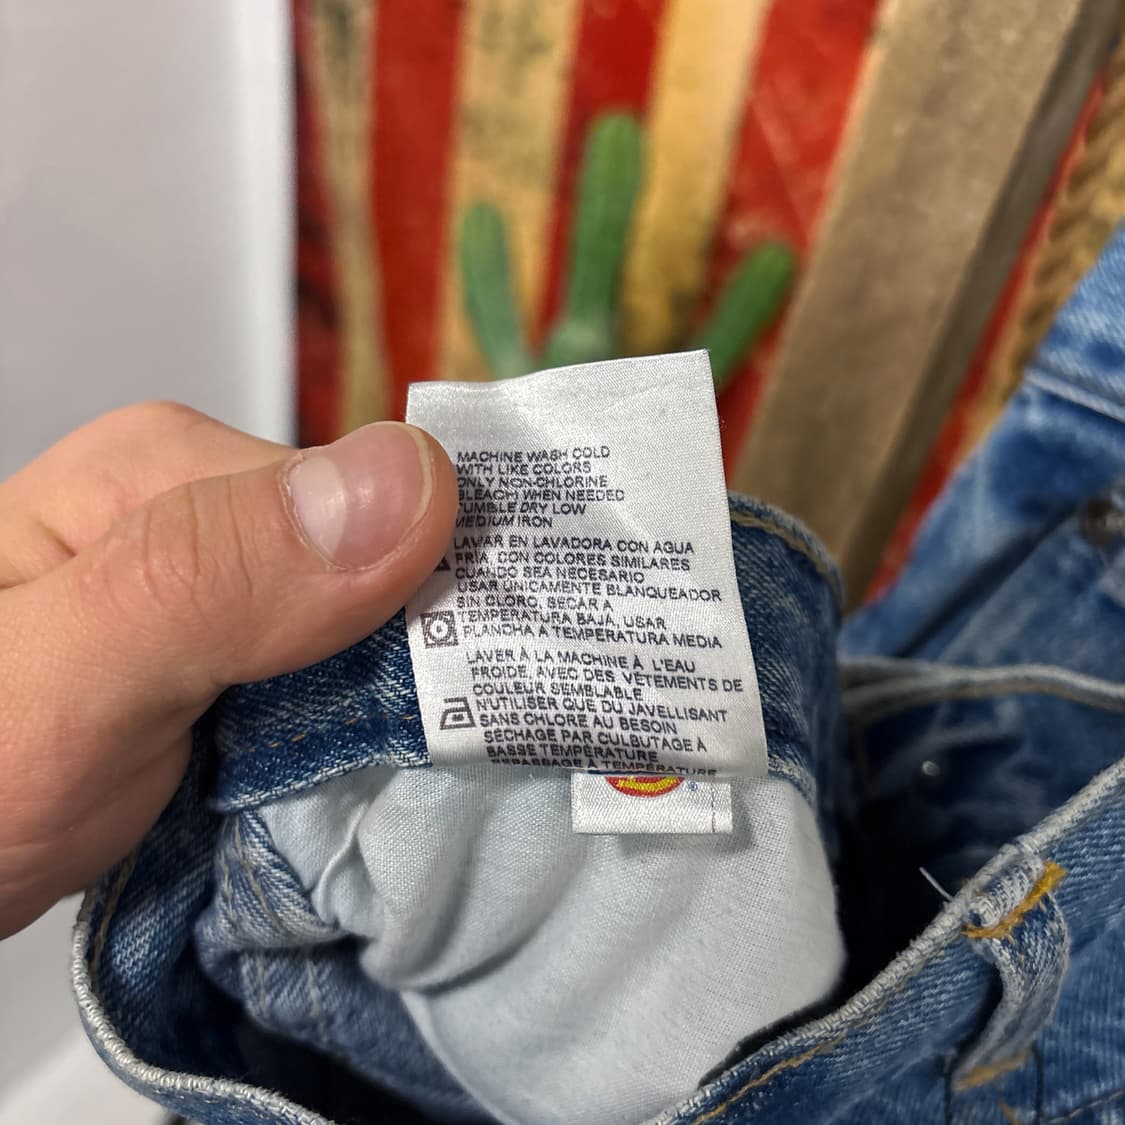 MACHINE WASH COLD
WITH LIKE COLORS
ONLY NON-CHLORINE
BLEACH WHEN NEEDED
TUMBLE DRY LOW
MEDIUM IRON
LAVAR EN LAVADORA CON AGUA
FRIA, CON COLORES SIMILARES
CUANDO SEA NECESARIO
USAR ÚNICAMENTE BLANQUEADOR
SIN CLORO, SECAR A
TEMPERATURA BAJA, USAR
PLANCHA A TEMPERATURA MEDIA
LAVER À LA MACHINE À L'EAU
FROIDE, AVEC DES VÊTEMENTS DE
COULEUR SEMBLABLE
N'UTILISER QUE DU JAVELLISANT
SANS CHLORE AU BESOIN
SÉCHAGE PAR CULBUTAGE À
BASSE TEMPÉRATURE
REPASSAGE À TEMPÉRATURE